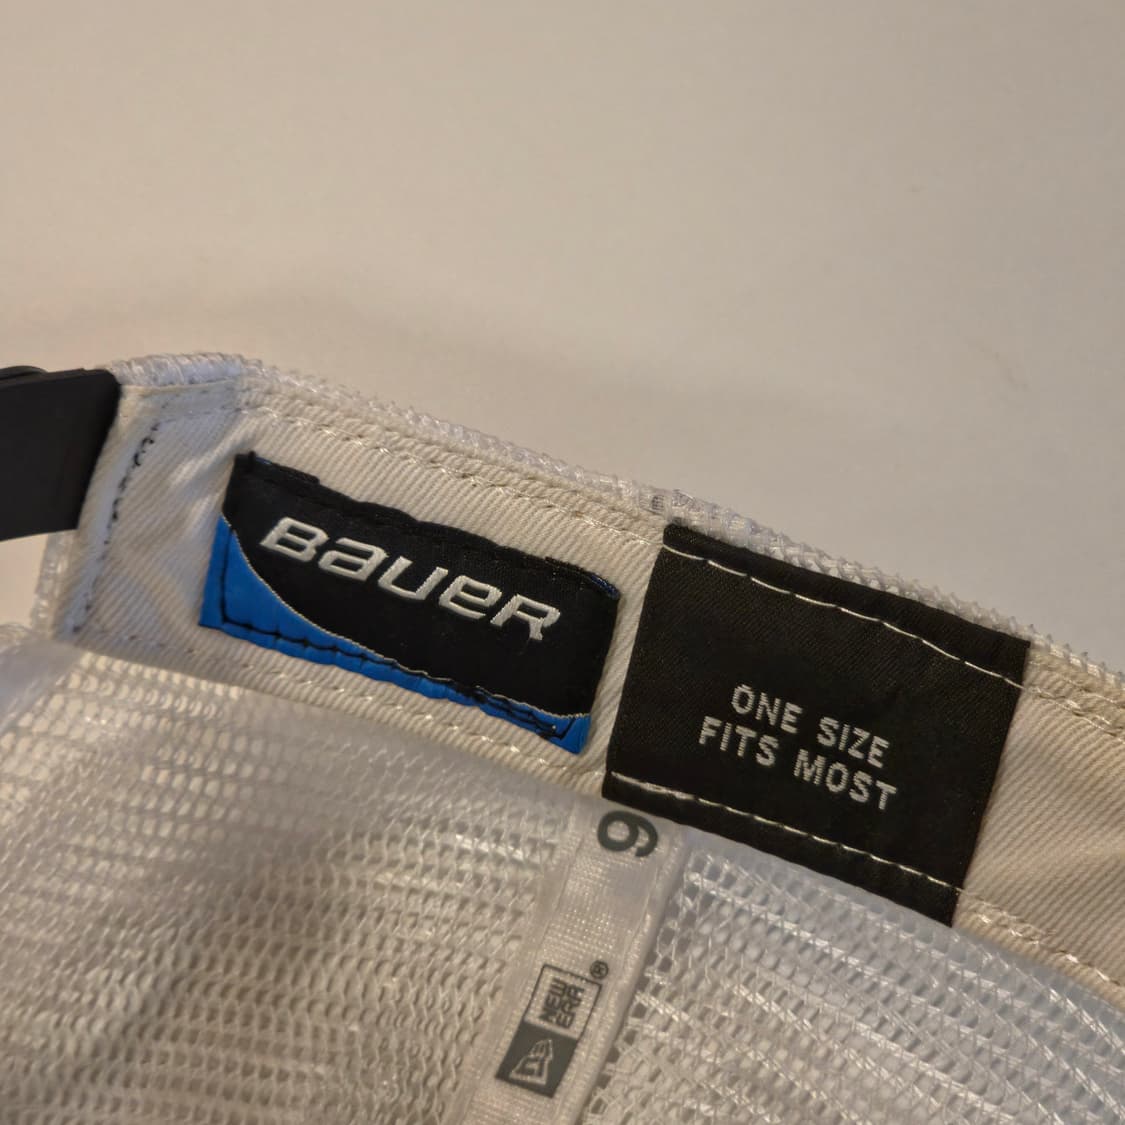 BAUER
ONE SIZE
FITS MOST
9
NEW
ERA
®